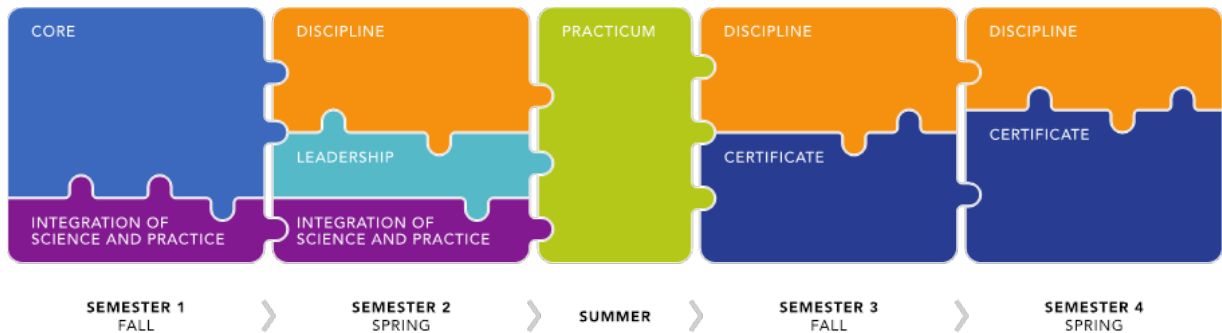 CORE
INTEGRATION OF
SCIENCE AND PRACTICE
DISCIPLINE
LEADERSHIP
INTEGRATION OF
SCIENCE AND PRACTICE
PRACTICUM
DISCIPLINE
CERTIFICATE
DISCIPLINE
CERTIFICATE
SEMESTER 1
FALL
SEMESTER 2
SPRING
SUMMER
SEMESTER 3
FALL
SEMESTER 4
SPRING